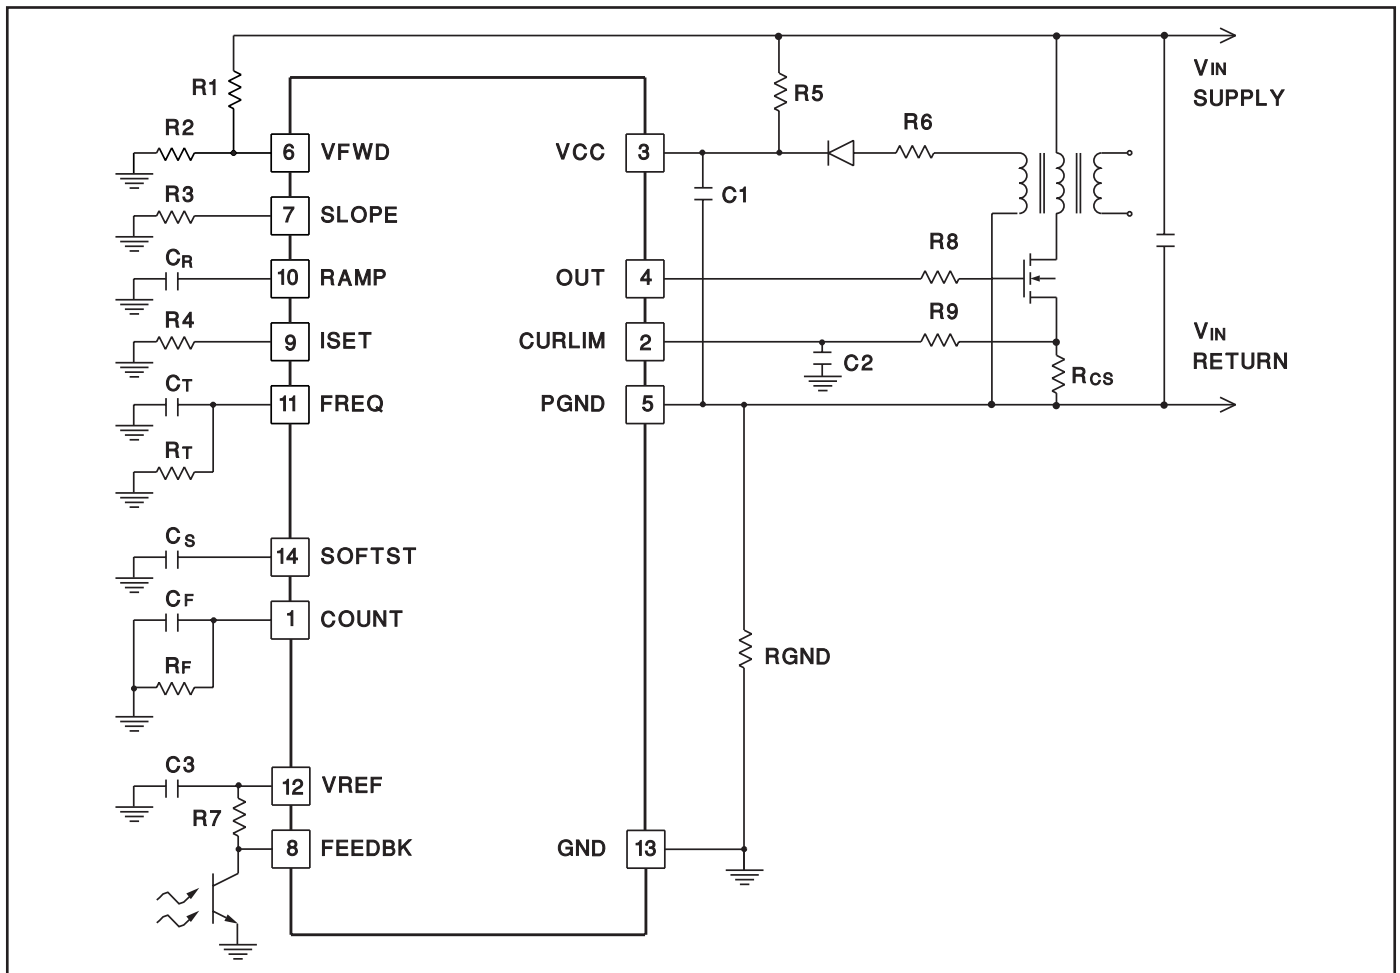 R1
R2
6 VFWD
R3
7 SLOPE
CR
10 RAMP
R4
9 ISET
CT
11 FREQ
RT
CS
14 SOFTST
CF
1 COUNT
RF
C3
12 VREF
R7
8 FEEDBK
VCC 3
OUT 4
CURLIM 2
PGND 5
GND 13
R5
R6
C1
R8
R9
C2
RCS
RGND
VIN
SUPPLY
VIN
RETURN